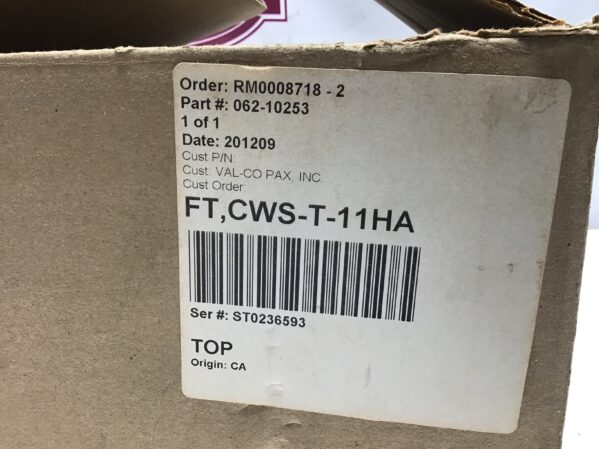 Order: RM0008718 - 2
Part #: 062-10253
1 of 1
Date: 201209
Cust P/N:
Cust: VAL-CO PAX, INC.
Cust Order:
FT,CWS-T-11HA
Ser #: ST0236593
TOP
Origin: CA